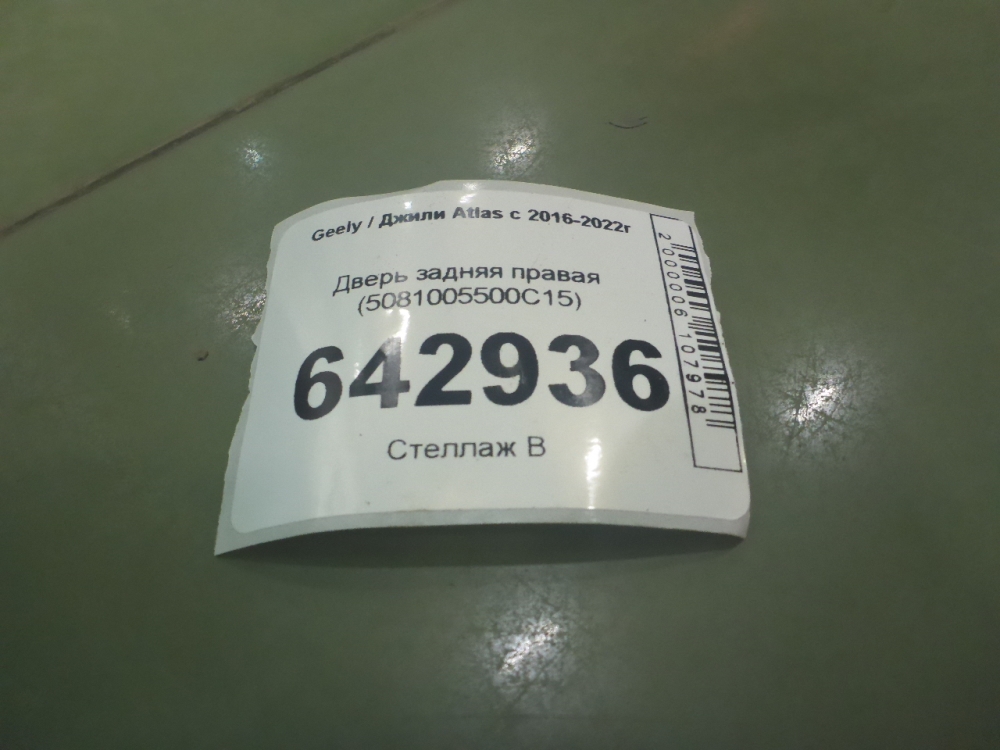 Geely / Джили Atlas с 2016-2022г
Дверь задняя правая
(5081005500C15)
642936
Стеллаж В
2000006107978